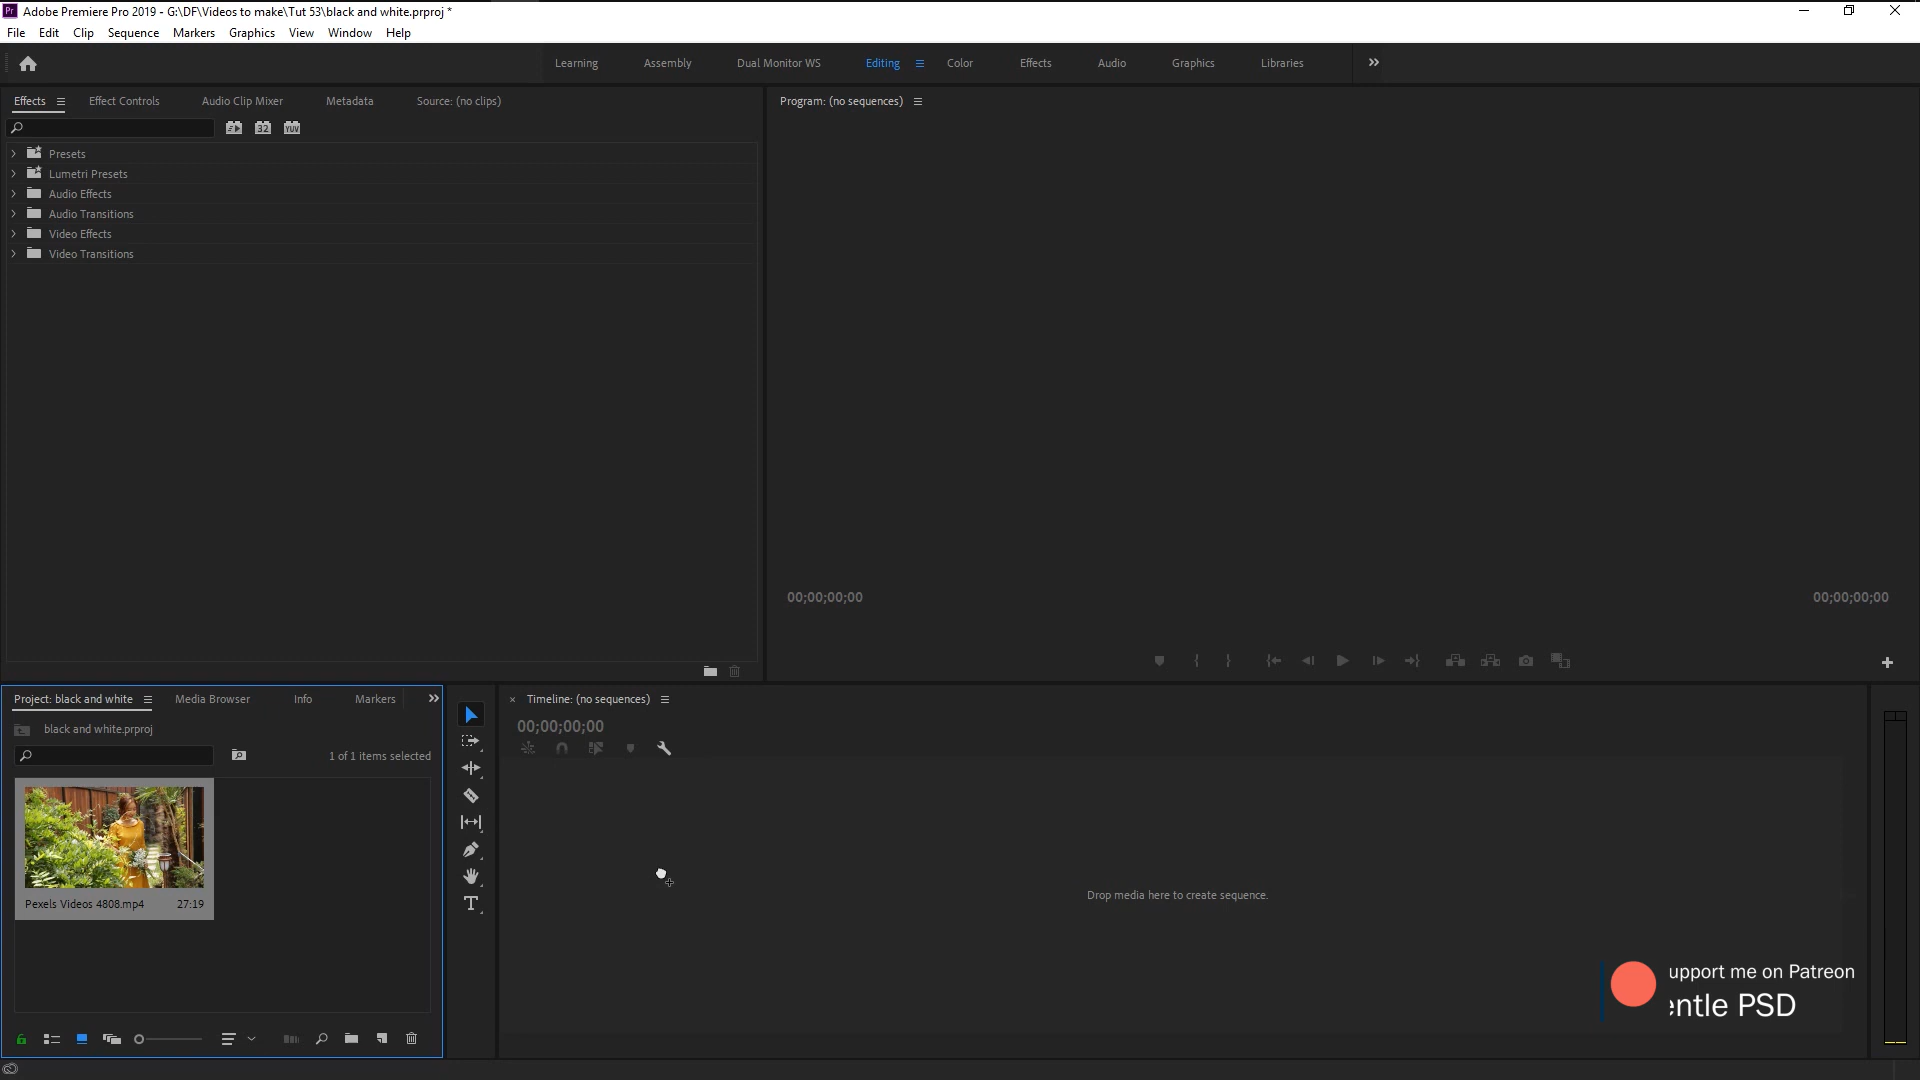 Pr Adobe Premiere Pro 2019 - G:\DF\Videos to make\Tut 53\black and white.prproj *
File Edit Clip Sequence Markers Graphics View Window Help
Learning Assembly Dual Monitor WS Editing Color Effects Audio Graphics Libraries
Effects Effect Controls Audio Clip Mixer Metadata Source: (no clips)
Program: (no sequences)
32 YUV
Presets
Lumetri Presets
Audio Effects
Audio Transitions
Video Effects
Video Transitions
00;00;00;00 00;00;00;00
Project: black and white Media Browser Info Markers
Timeline: (no sequences)
00;00;00;00
black and white.prproj
1 of 1 items selected
Pexels Videos 4808.mp4 27:19
Drop media here to create sequence.
upport me on Patreon
entle PSD